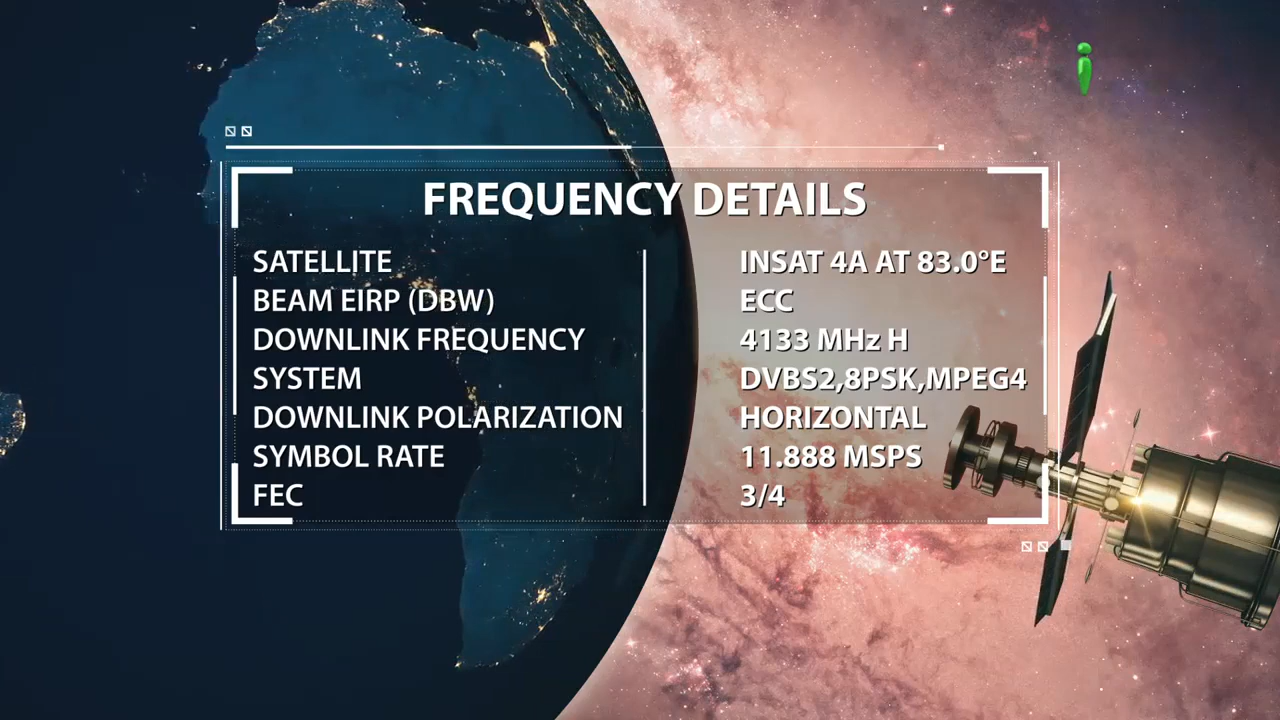 FREQUENCY DETAILS
SATELLITE INSAT 4A AT 83.0°E
BEAM EIRP (DBW) ECC
DOWNLINK FREQUENCY 4133 MHz H
SYSTEM DVBS2,8PSK,MPEG4
DOWNLINK POLARIZATION HORIZONTAL
SYMBOL RATE 11.888 MSPS
FEC 3/4